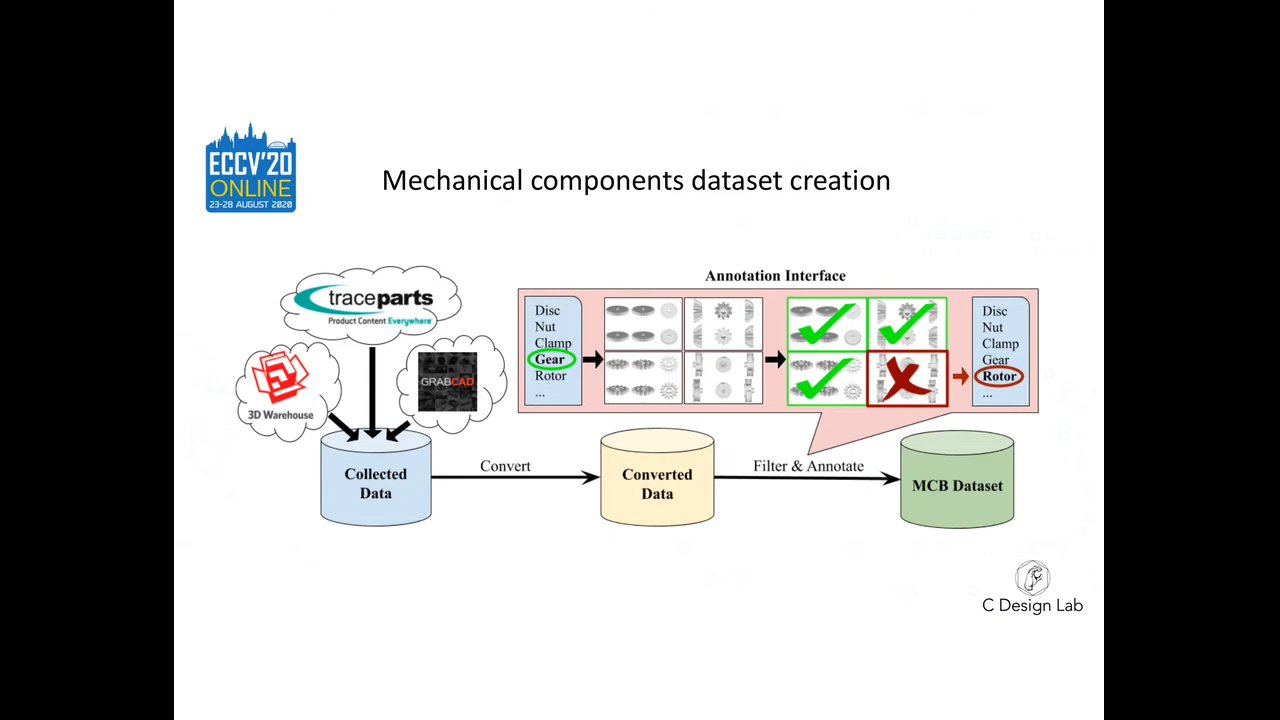 ECCV'20
ONLINE
23-28 AUGUST 2020
Mechanical components dataset creation
Annotation Interface
traceparts
Product Content Everywhere
3D Warehouse
GRABCAD
Disc
Nut
Clamp
Gear
Rotor
...
Disc
Nut
Clamp
Gear
Rotor
...
Collected
Data
Convert
Converted
Data
Filter & Annotate
MCB Dataset
C Design Lab